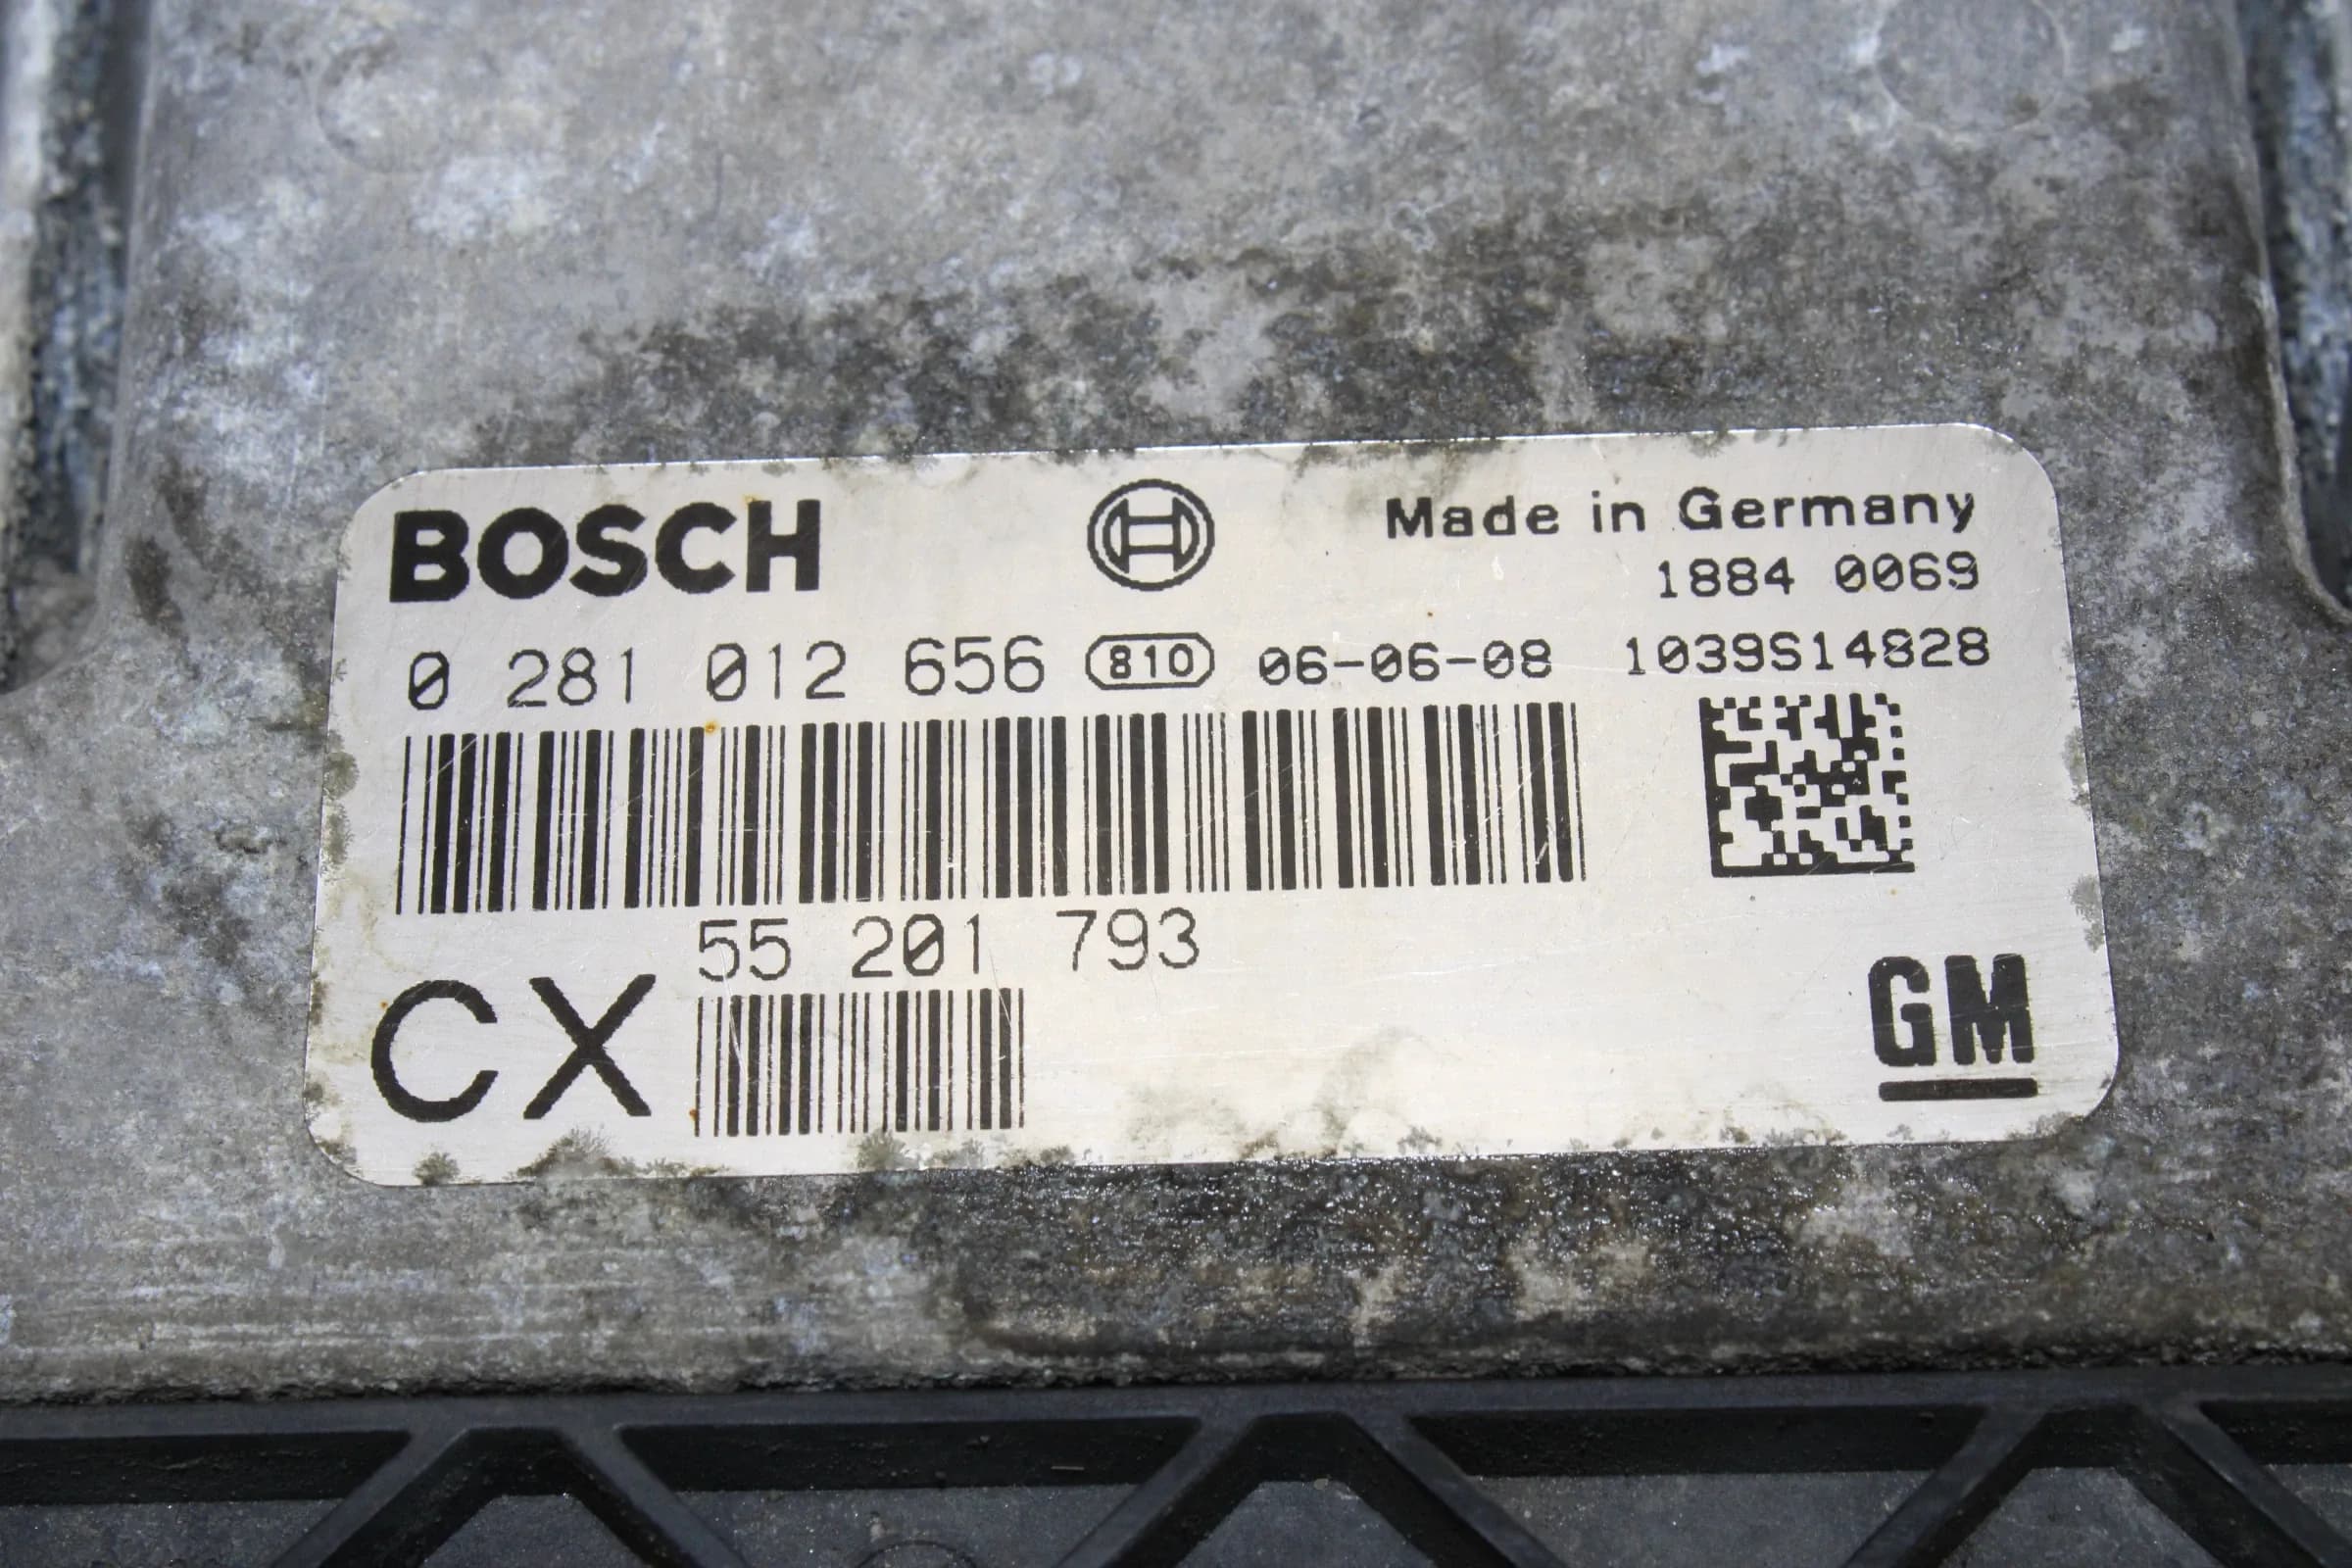 BOSCH Made in Germany
1884 0069
0 281 012 656 810 06-06-08 1039S14828
55 201 793
CX GM